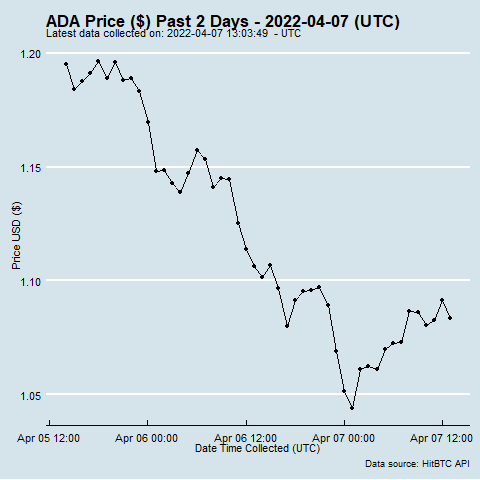 ADA Price ($) Past 2 Days - 2022-04-07 (UTC)
Latest data collected on: 2022-04-07 13:03:49 - UTC
1.20
1.15
1.10
1.05
Price USD ($)
Apr 05 12:00 Apr 06 00:00 Apr 06 12:00 Apr 07 00:00 Apr 07 12:00
Date Time Collected (UTC)
Data source: HitBTC API